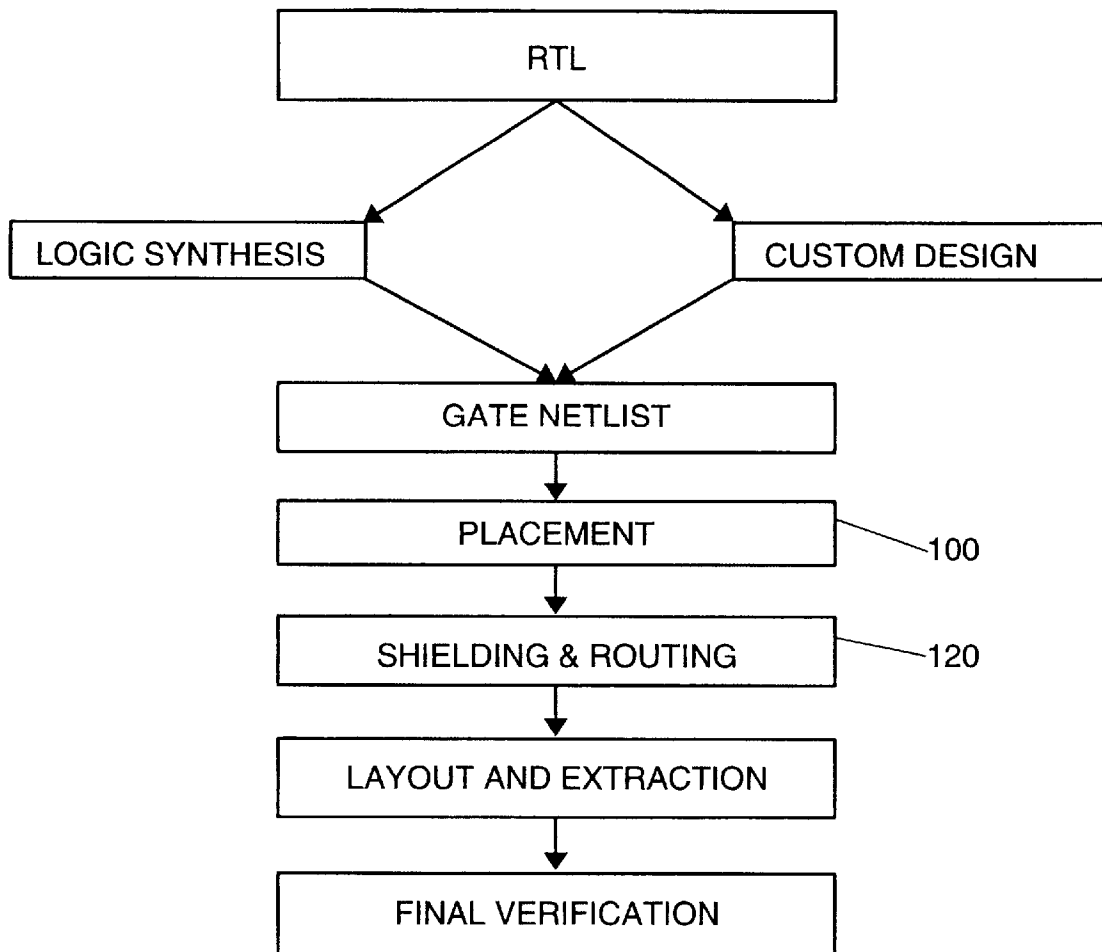 RTL
LOGIC SYNTHESIS
CUSTOM DESIGN
GATE NETLIST
PLACEMENT
100
SHIELDING & ROUTING
120
LAYOUT AND EXTRACTION
FINAL VERIFICATION